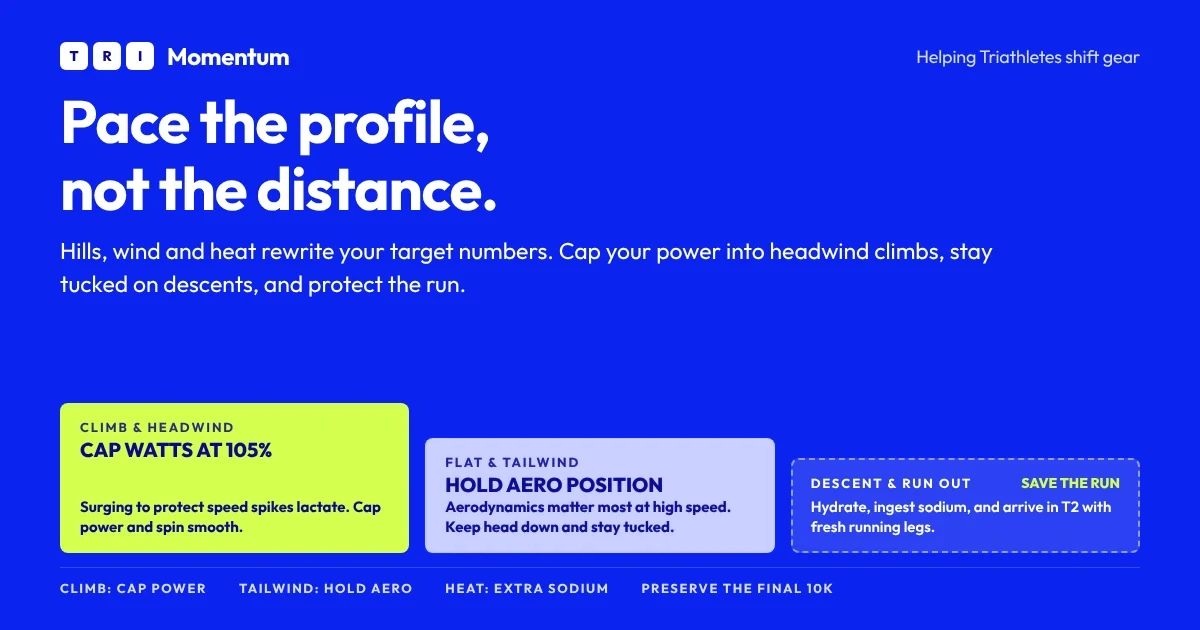 TRI Momentum
Helping Triathletes shift gear
Pace the profile,
not the distance.
Hills, wind and heat rewrite your target numbers. Cap your power into headwind climbs, stay
tucked on descents, and protect the run.
CLIMB & HEADWIND
CAP WATTS AT 105%
Surging to protect speed spikes lactate. Cap
power and spin smooth.
FLAT & TAILWIND
HOLD AERO POSITION
Aerodynamics matter most at high speed.
Keep head down and stay tucked.
DESCENT & RUN OUT
SAVE THE RUN
Hydrate, ingest sodium, and arrive in T2 with
fresh running legs.
CLIMB: CAP POWER
TAILWIND: HOLD AERO
HEAT: EXTRA SODIUM
PRESERVE THE FINAL 10K